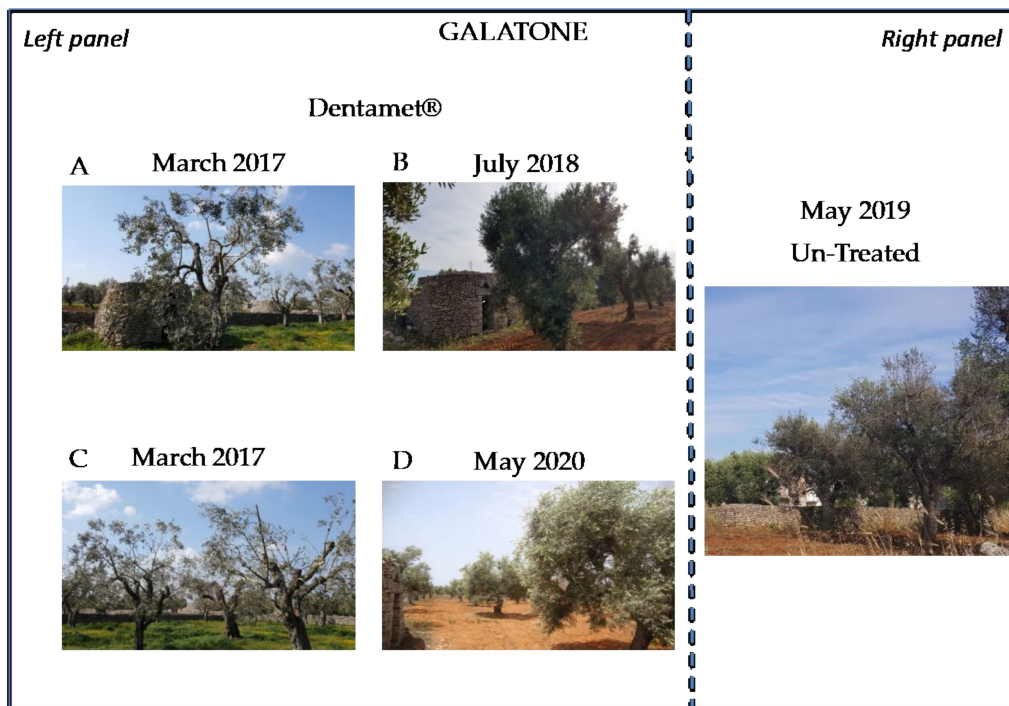 Left panel
GALATONE
Right panel
Dentamet®
A
March 2017
B
July 2018
May 2019
Un-Treated
C
March 2017
D
May 2020